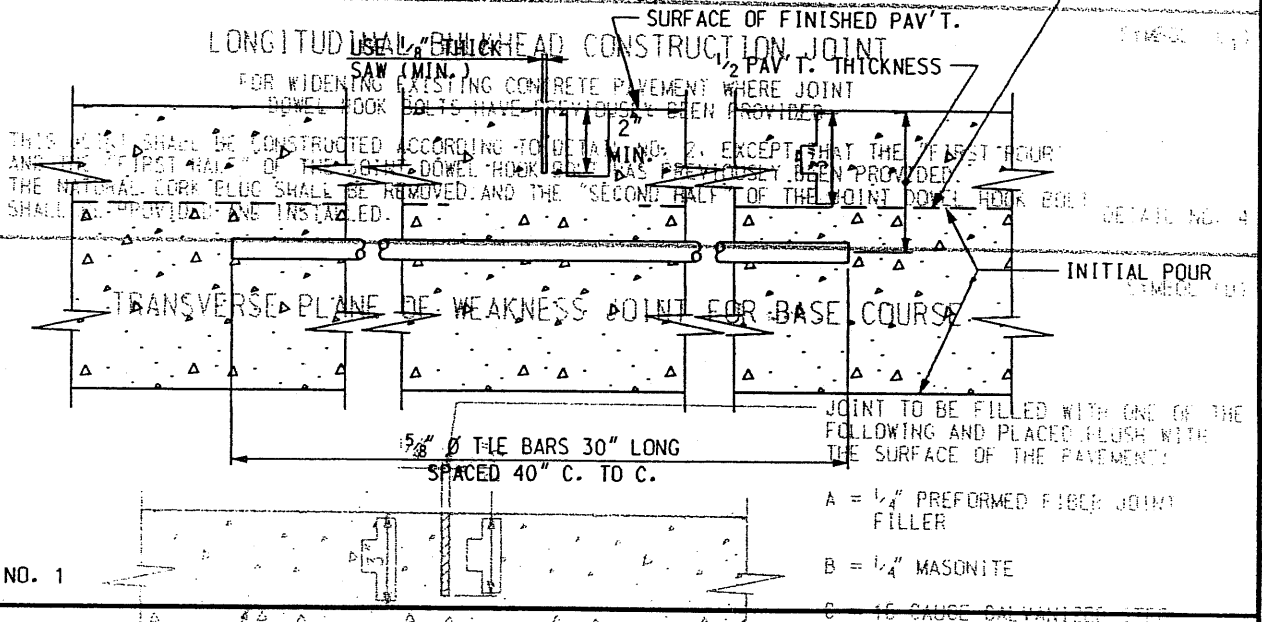 SURFACE OF FINISHED PAV'T.
LONGITUDINAL BULKHEAD CONSTRUCTION JOINT
USE 1/8" THICK
SAW (MIN.)
1/2 PAV'T. THICKNESS
FOR WIDENING EXISTING CONCRETE PAVEMENT WHERE JOINT
DOWEL HOOK BOLTS HAVE PREVIOUSLY BEEN PROVIDED
2"
MIN.
THIS JOINT SHALL BE CONSTRUCTED ACCORDING TO DETAIL NO. 2, EXCEPT THAT THE "FIRST POUR"
AND THE "FIRST HALF" OF THE JOINT DOWEL HOOK BOLT HAS PREVIOUSLY BEEN PROVIDED.
THE NATURAL CORK PLUG SHALL BE REMOVED AND THE "SECOND HALF" OF THE JOINT DOWEL HOOK BOLT
SHALL BE PROVIDED AND INSTALLED.
DETAIL NO. 4
INITIAL POUR
SYMBOL (U)
TRANSVERSE PLANE OF WEAKNESS JOINT FOR BASE COURSE
JOINT TO BE FILLED WITH ONE OF THE
FOLLOWING AND PLACED FLUSH WITH
THE SURFACE OF THE PAVEMENT:
5/8" Ø TIE BARS 30" LONG
SPACED 40" C. TO C.
A = 1/4" PREFORMED FIBER JOINT
FILLER
3"
B = 1/4" MASONITE
NO. 1
C = 16 GAUGE GALVANIZED